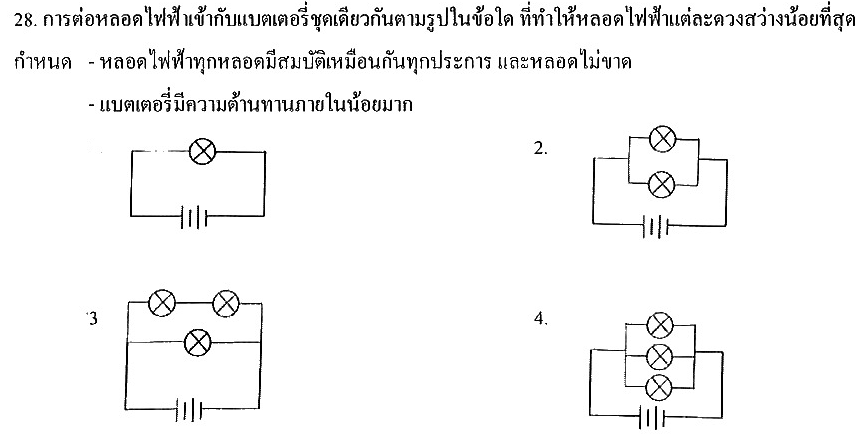 28. การต่อหลอดไฟฟ้าเข้ากับแบตเตอรี่ชุดเดียวกันตามรูปในข้อใด ที่ทำให้หลอดไฟฟ้าแต่ละดวงสว่างน้อยที่สุด
กำหนด - หลอดไฟฟ้าทุกหลอดมีสมบัติเหมือนกันทุกประการ และหลอดไม่ขาด
- แบตเตอรี่มีความต้านทานภายในน้อยมาก
2.
3
4.